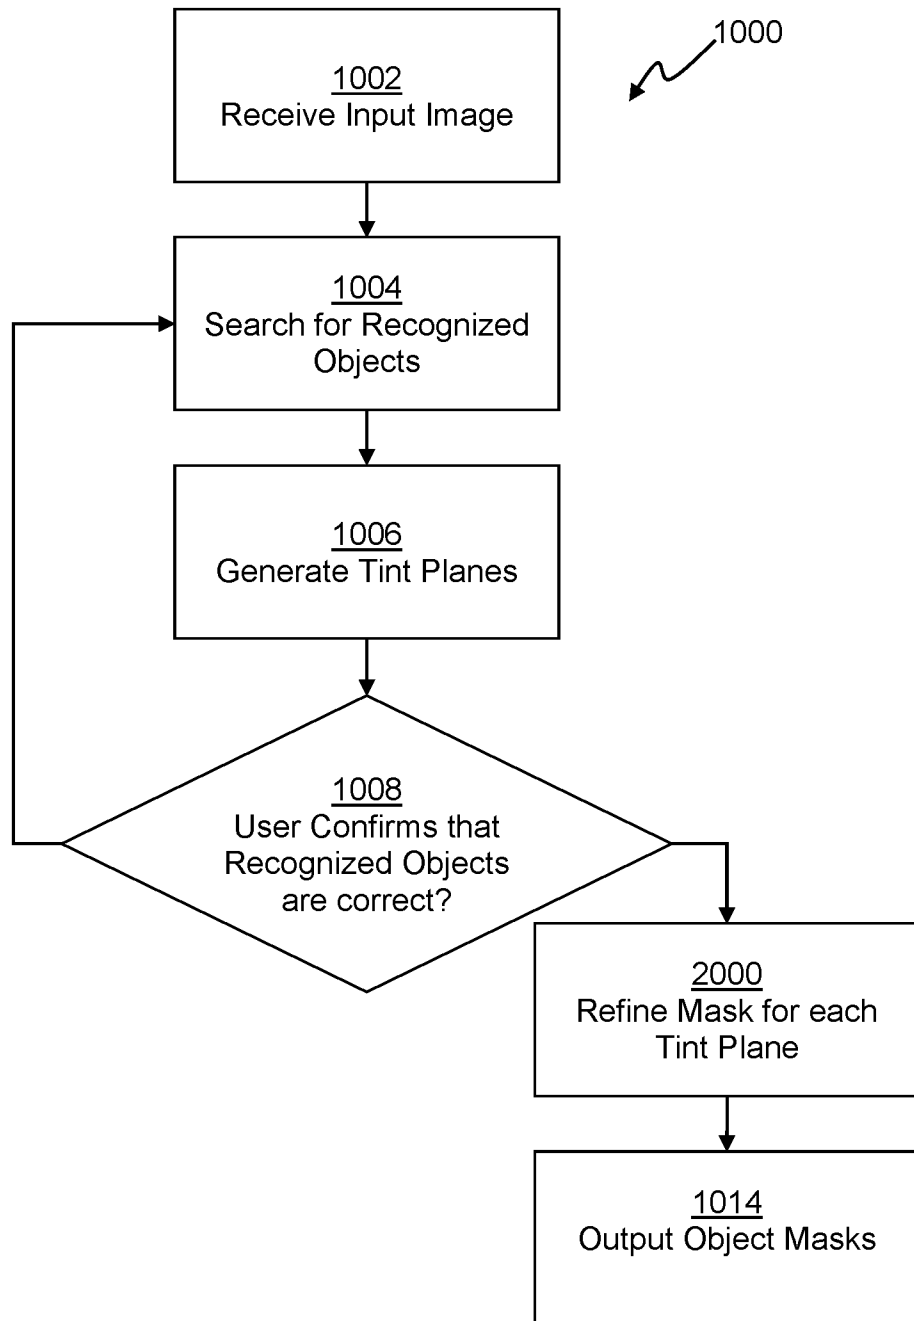 1000
1002
Receive Input Image
1004
Search for Recognized
Objects
1006
Generate Tint Planes
1008
User Confirms that
Recognized Objects
are correct?
2000
Refine Mask for each
Tint Plane
1014
Output Object Masks